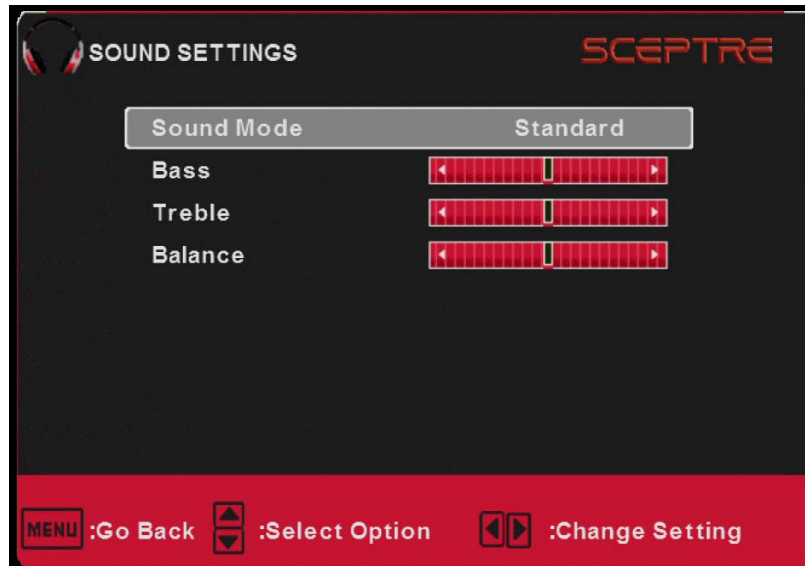 SOUND SETTINGS
SCEPTRE
Sound Mode Standard
Bass
Treble
Balance
MENU :Go Back :Select Option :Change Setting